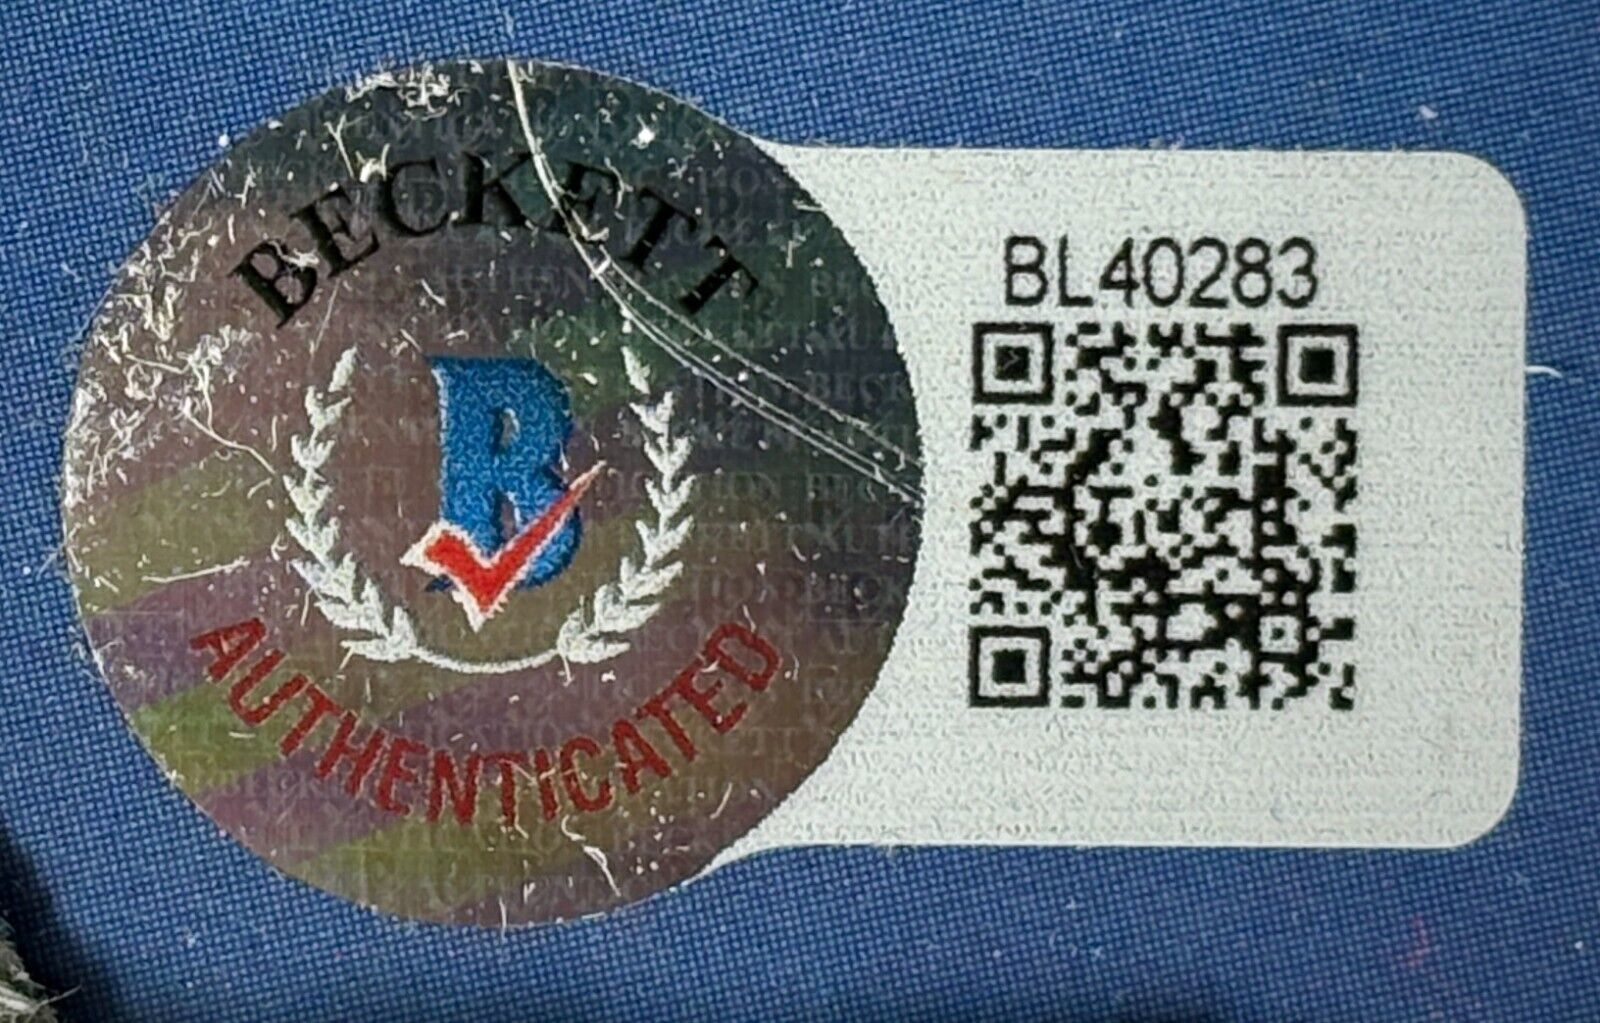 BECKETT
B
AUTHENTICATED
BL40283